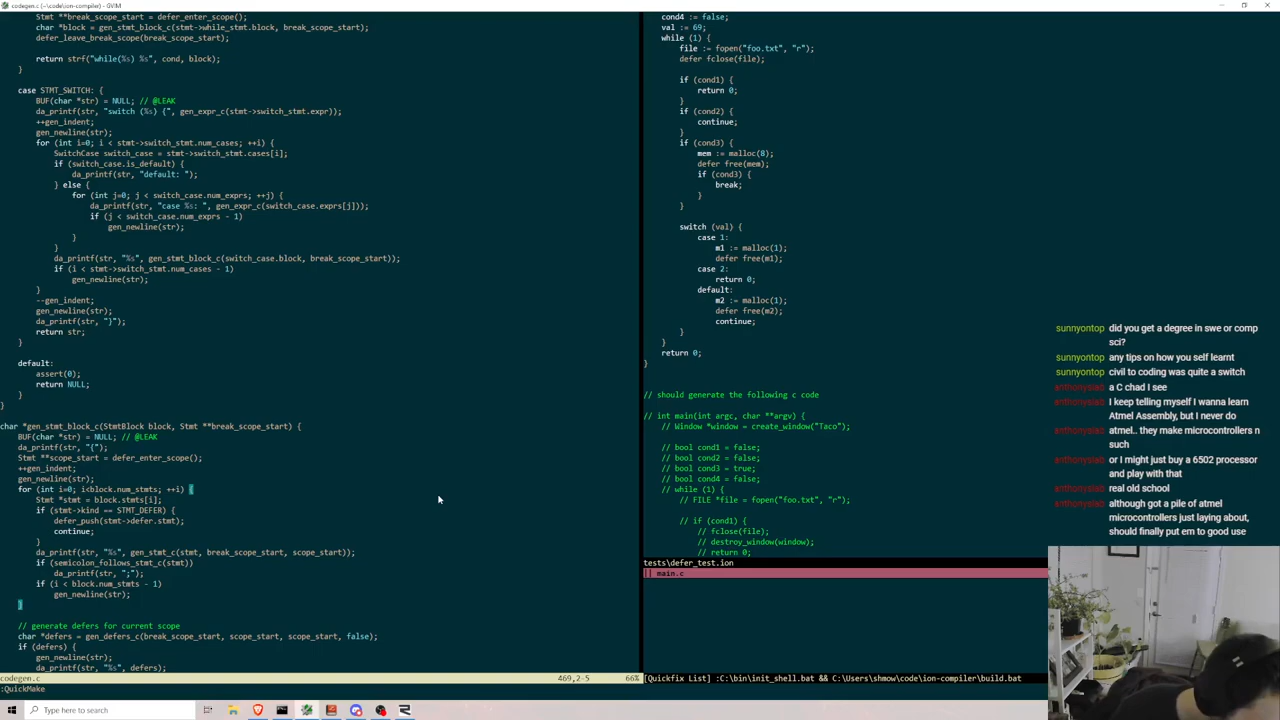 codegen.c (~\code\ion-compiler) - GVIM
Stmt **break_scope_start = defer_enter_scope();
char *block = gen_stmt_block_c(stmt->while_stmt.block, break_scope_start);
defer_leave_break_scope(break_scope_start);
return strf("while(%s) %s", cond, block);
}
case STMT_SWITCH: {
BUF(char *str) = NULL; // @LEAK
da_printf(str, "switch (%s) {", gen_expr_c(stmt->switch_stmt.expr));
++gen_indent;
gen_newline(str);
for (int i=0; i < stmt->switch_stmt.num_cases; ++i) {
SwitchCase switch_case = stmt->switch_stmt.cases[i];
if (switch_case.is_default) {
da_printf(str, "default: ");
} else {
for (int j=0; j < switch_case.num_exprs; ++j) {
da_printf(str, "case %s: ", gen_expr_c(switch_case.exprs[j]));
if (j < switch_case.num_exprs - 1)
gen_newline(str);
}
}
da_printf(str, "%s", gen_stmt_block_c(switch_case.block, break_scope_start));
if (i < stmt->switch_stmt.num_cases - 1)
gen_newline(str);
}
--gen_indent;
gen_newline(str);
da_printf(str, "}");
return str;
}
default:
assert(0);
return NULL;
}
}
char *gen_stmt_block_c(StmtBlock block, Stmt **break_scope_start) {
BUF(char *str) = NULL; // @LEAK
da_printf(str, "{");
Stmt **scope_start = defer_enter_scope();
++gen_indent;
gen_newline(str);
for (int i=0; i<block.num_stmts; ++i) {
Stmt *stmt = block.stmts[i];
if (stmt->kind == STMT_DEFER) {
defer_push(stmt->defer.stmt);
continue;
}
da_printf(str, "%s", gen_stmt_c(stmt, break_scope_start, scope_start));
if (semicolon_follows_stmt_c(stmt))
da_printf(str, ";");
if (i < block.num_stmts - 1)
gen_newline(str);
}
// generate defers for current scope
char *defers = gen_defers_c(break_scope_start, scope_start, scope_start, false);
if (defers) {
gen_newline(str);
da_printf(str, "%s", defers);
codegen.c 469,2-5 66%
:QuickMake
cond4 := false;
val := 69;
while (1) {
file := fopen("foo.txt", "r");
defer fclose(file);
if (cond1) {
return 0;
}
if (cond2) {
continue;
}
if (cond3) {
mem := malloc(8);
defer free(mem);
if (cond3) {
break;
}
}
switch (val) {
case 1:
m1 := malloc(1);
defer free(m1);
case 2:
return 0;
default:
m2 := malloc(1);
defer free(m2);
continue;
}
}
return 0;
}
// should generate the following c code
// int main(int argc, char **argv) {
// Window *window = create_window("Taco");
// bool cond1 = false;
// bool cond2 = false;
// bool cond3 = true;
// bool cond4 = false;
// while (1) {
// FILE *file = fopen("foo.txt", "r");
// if (cond1) {
// fclose(file);
// destroy_window(window);
// return 0;
tests\defer_test.ion
|| main.c
[Quickfix List] :C:\bin\init_shell.bat && C:\Users\shmow\code\ion-compiler\build.bat
sunnyontop did you get a degree in swe or comp
sci?
sunnyontop any tips on how you self learnt
sunnyontop civil to coding was quite a switch
anthonyslab a C chad I see
anthonyslab I keep telling myself I wanna learn
Atmel Assembly, but I never do
anthonyslab atmel.. they make microcontrollers n
such
anthonyslab or I might just buy a 6502 processor
and play with that
anthonyslab real old school
anthonyslab although got a pile of atmel
microcontrollers just laying about,
should finally put em to good use
Type here to search